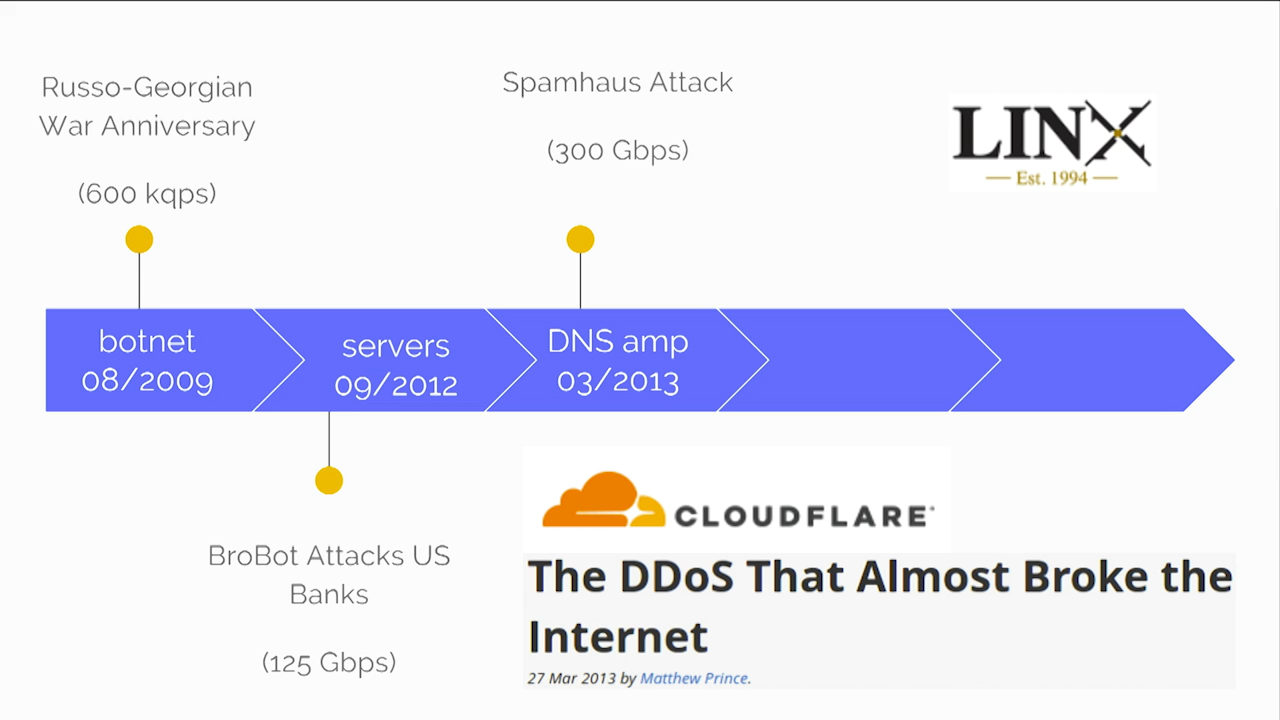 Russo-Georgian
War Anniversary
(600 kqps)
Spamhaus Attack
(300 Gbps)
LINX
Est. 1994
botnet
08/2009
servers
09/2012
DNS amp
03/2013
BroBot Attacks US
Banks
(125 Gbps)
CLOUDFLARE
The DDoS That Almost Broke the
Internet
27 Mar 2013 by Matthew Prince.